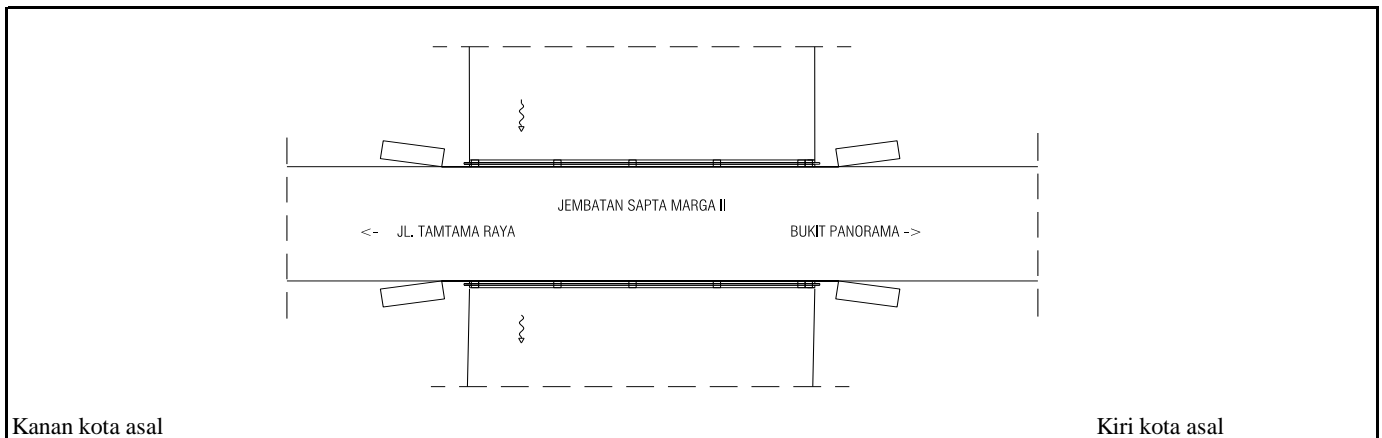 JEMBATAN SAPTA MARGA II
<- JL. TAMTAMA RAYA BUKIT PANORAMA ->
Kanan kota asal Kiri kota asal